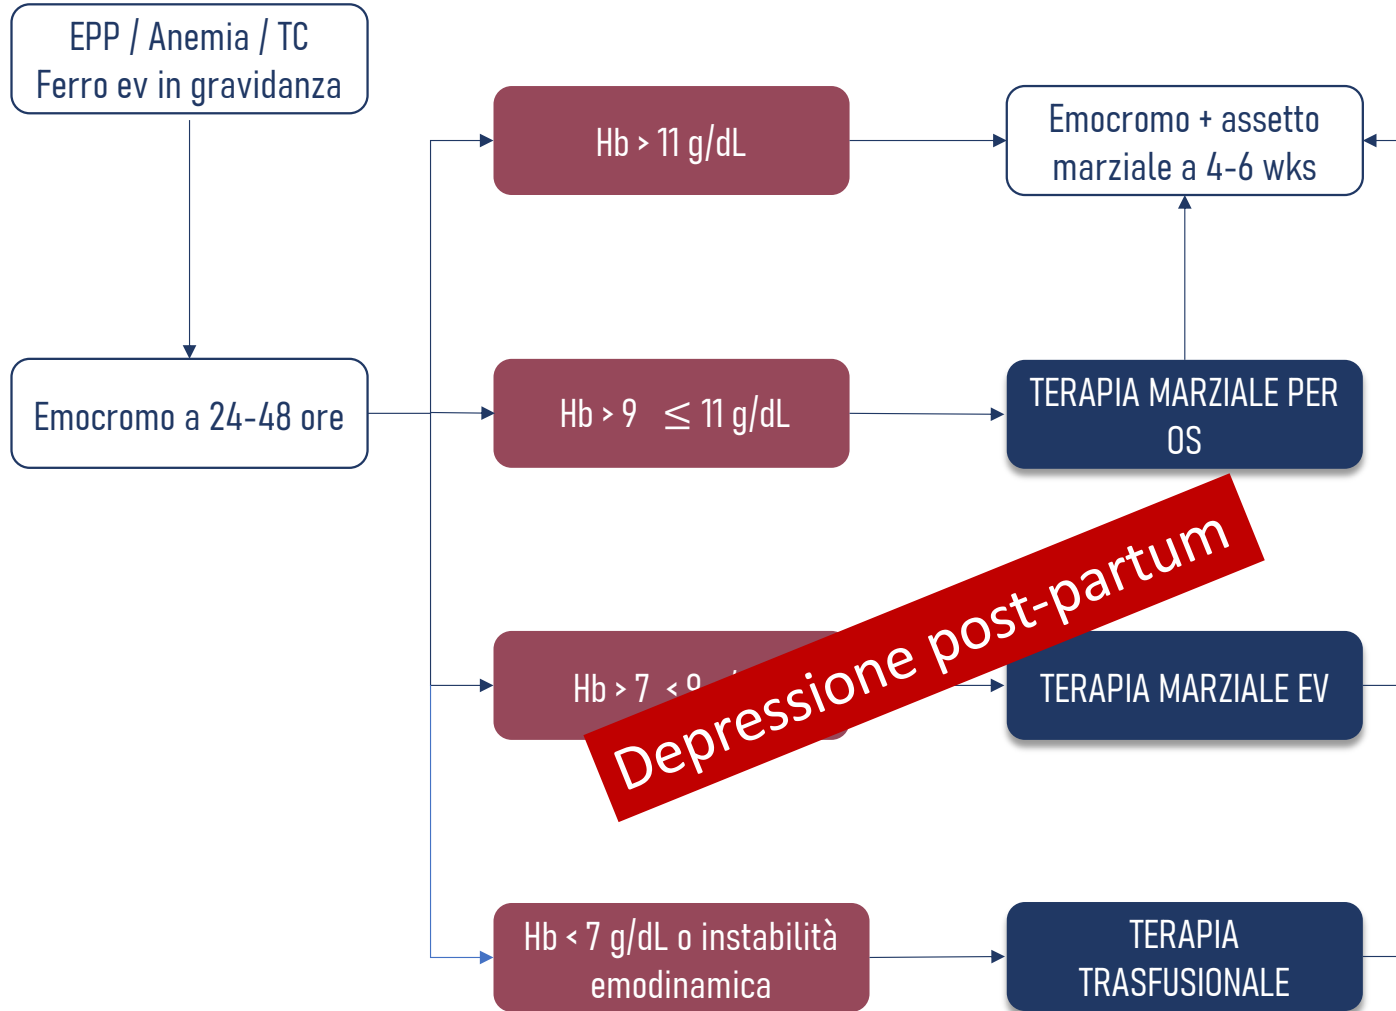 EPP / Anemia / TC
Ferro ev in gravidanza
Hb > 11 g/dL
Emocromo + assetto
marziale a 4-6 wks
Emocromo a 24-48 ore
Hb > 9 ≤ 11 g/dL
TERAPIA MARZIALE PER
OS
Depressione post-partum
Hb > 7 <
TERAPIA MARZIALE EV
Hb < 7 g/dL o instabilità
emodinamica
TERAPIA
TRASFUSIONALE